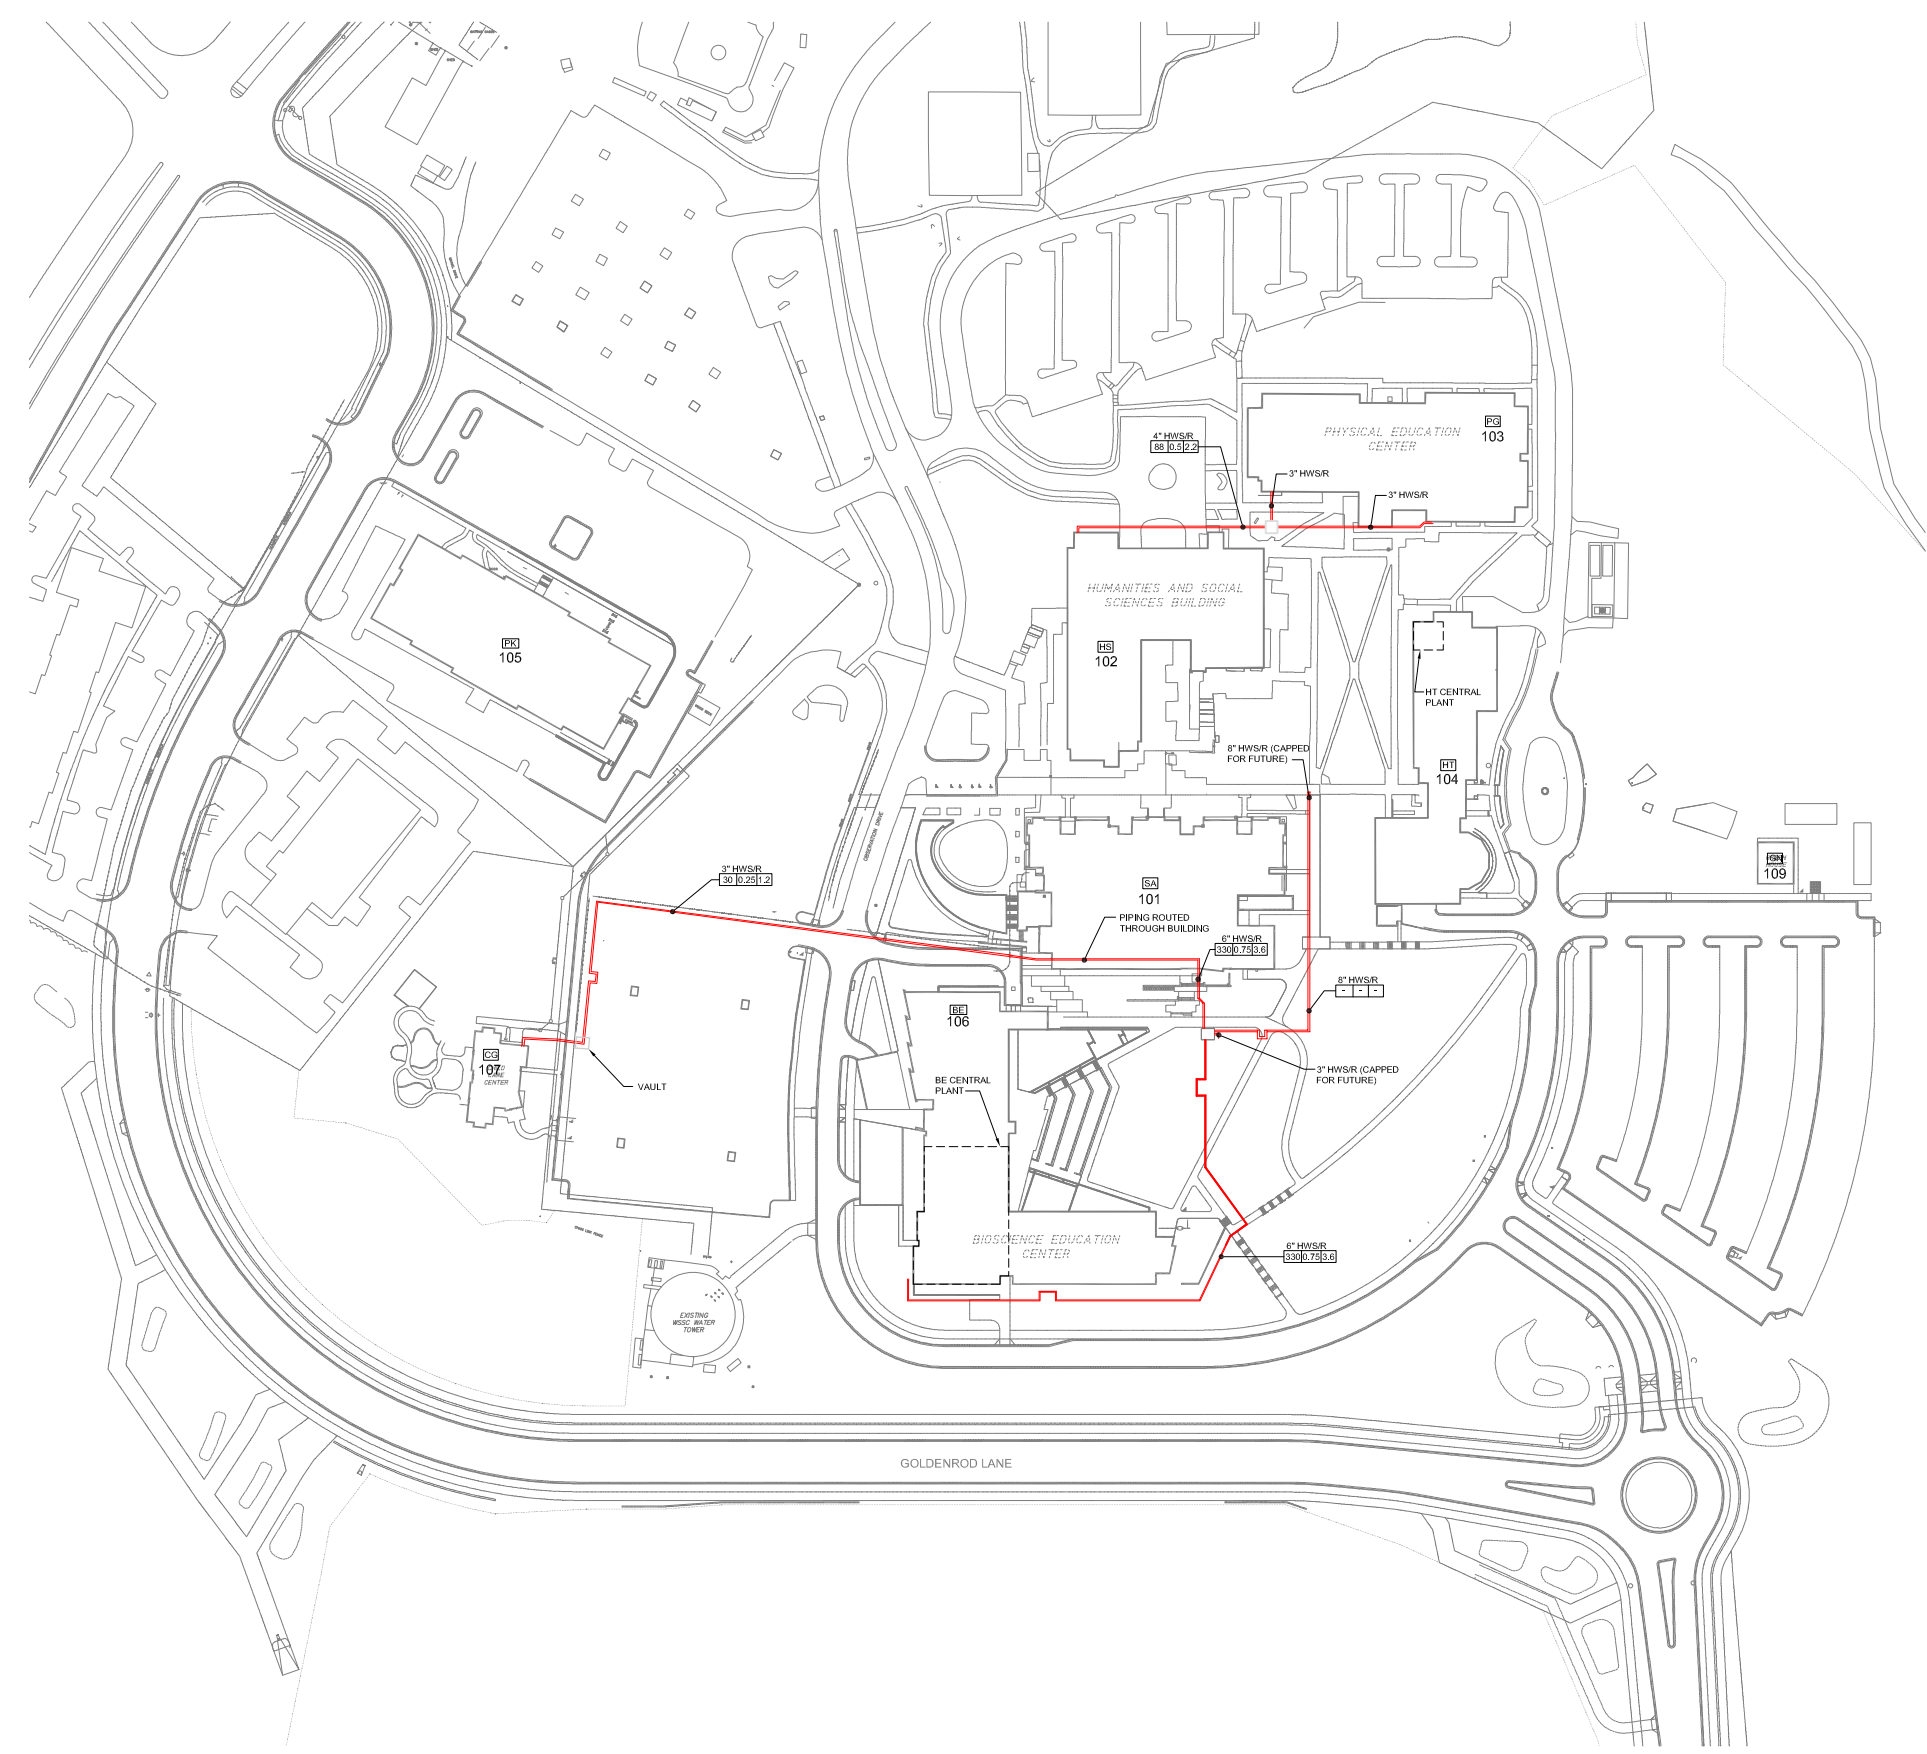 PG
103
PHYSICAL EDUCATION
CENTER
4" HWS/R
88 0.5 2.2
3" HWS/R
3" HWS/R
HUMANITIES AND SOCIAL
SCIENCES BUILDING
HS
102
PK
105
HT CENTRAL
PLANT
8" HWS/R (CAPPED
FOR FUTURE)
HT
104
OBSERVATION DRIVE
3" HWS/R
30 0.25 1.2
SA
101
109
PIPING ROUTED
THROUGH BUILDING
6" HWS/R
330 0.75 3.6
8" HWS/R
- - -
BE
106
CG
107
CENTER
VAULT
BE CENTRAL
PLANT
3" HWS/R (CAPPED
FOR FUTURE)
BIOSCIENCE EDUCATION
CENTER
6" HWS/R
330 0.75 3.6
EXISTING
WSSC WATER
TOWER
GOLDENROD LANE